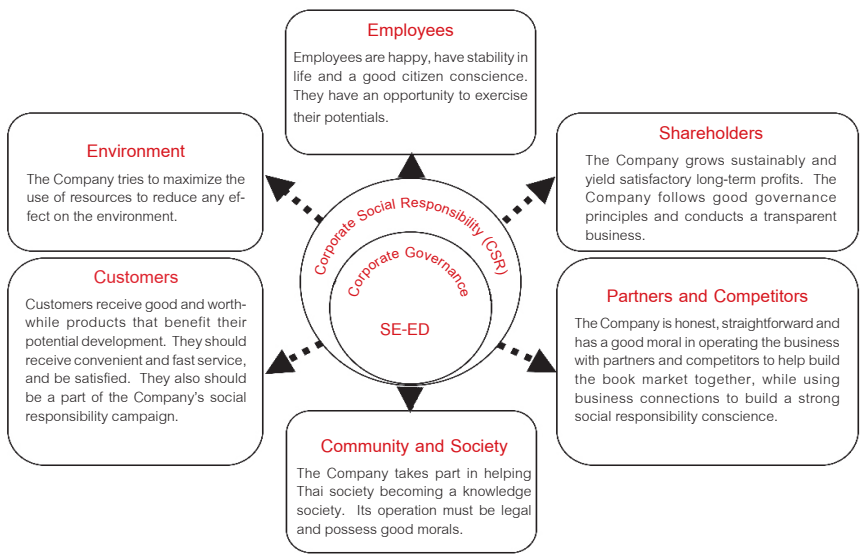 Employees
Employees are happy, have stability in
life and a good citizen conscience.
They have an opportunity to exercise
their potentials.
Environment
The Company tries to maximize the
use of resources to reduce any ef-
fect on the environment.
Shareholders
The Company grows sustainably and
yield satisfactory long-term profits. The
Company follows good governance
principles and conducts a transparent
business.
Corporate Social Responsibility (CSR)
Corporate Governance
SE-ED
Customers
Customers receive good and worth-
while products that benefit their
potential development. They should
receive convenient and fast service,
and be satisfied. They also should
be a part of the Company's social
responsibility campaign.
Partners and Competitors
The Company is honest, straightforward and
has a good moral in operating the business
with partners and competitors to help build
the book market together, while using
business connections to build a strong
social responsibility conscience.
Community and Society
The Company takes part in helping
Thai society becoming a knowledge
society. Its operation must be legal
and possess good morals.